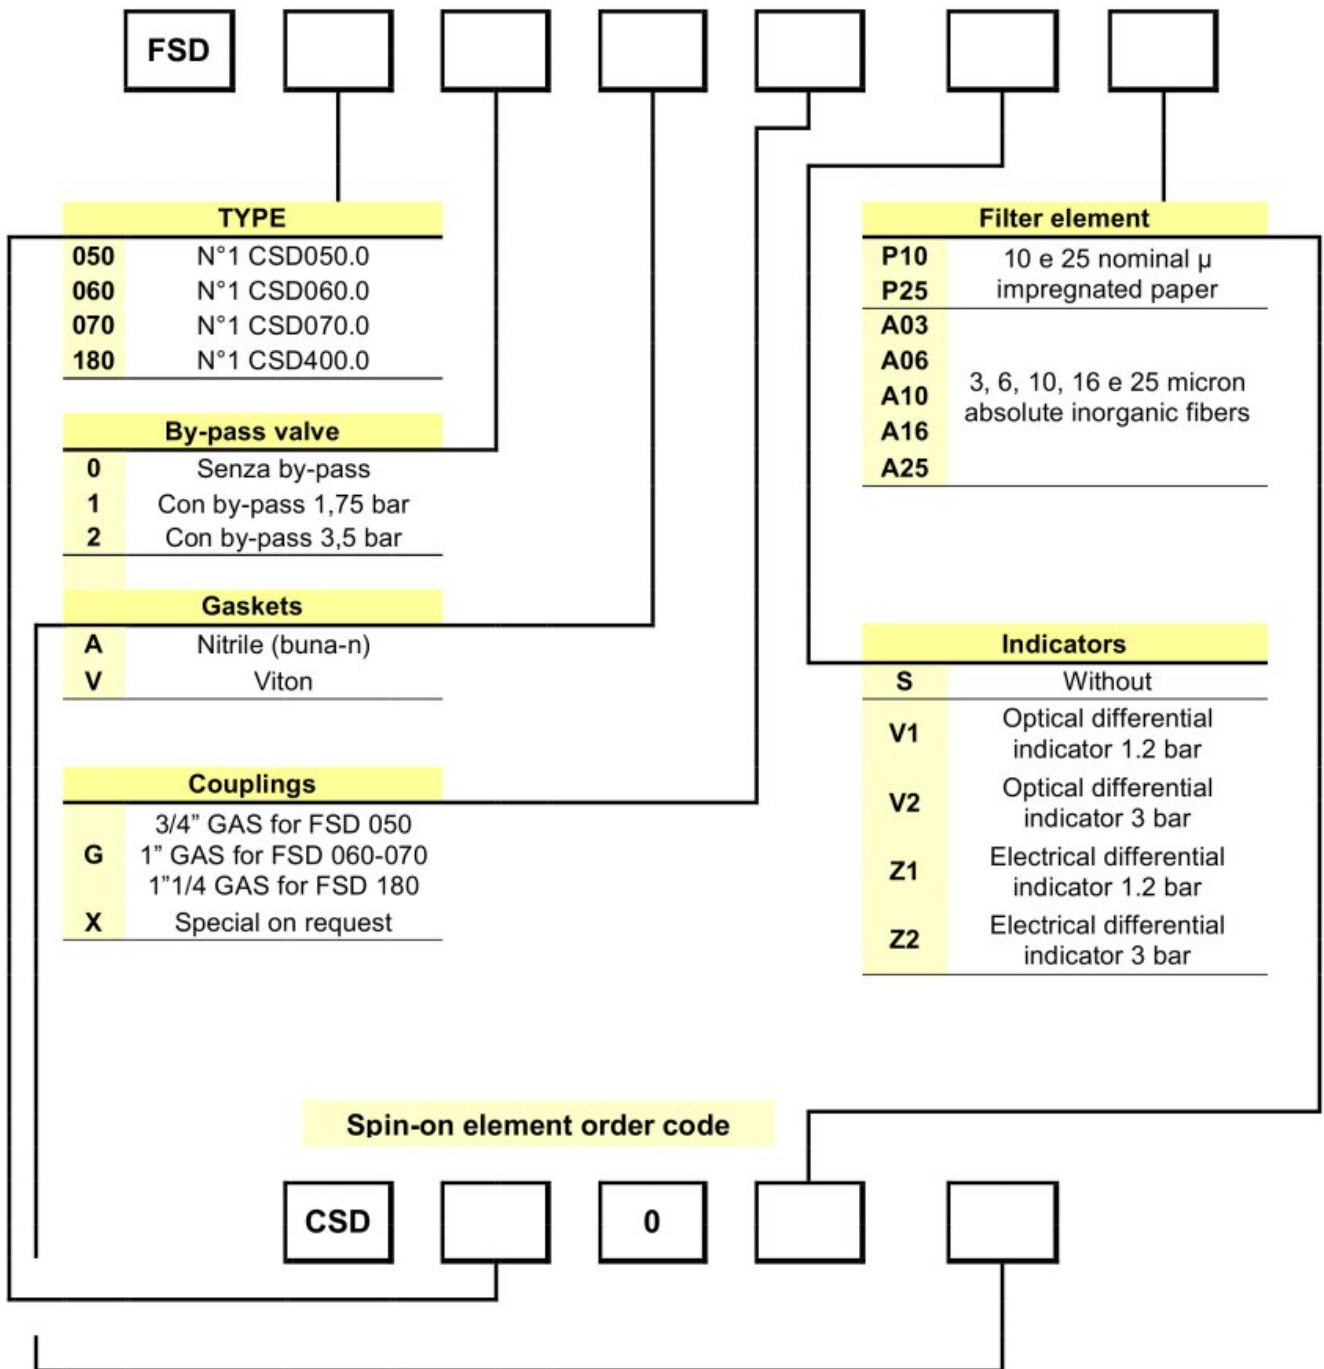 FSD
TYPE
050 N°1 CSD050.0
060 N°1 CSD060.0
070 N°1 CSD070.0
180 N°1 CSD400.0
By-pass valve
0 Senza by-pass
1 Con by-pass 1,75 bar
2 Con by-pass 3,5 bar
Gaskets
A Nitrile (buna-n)
V Viton
Couplings
3/4” GAS for FSD 050
G 1” GAS for FSD 060-070
1”1/4 GAS for FSD 180
X Special on request
Filter element
P10 10 e 25 nominal µ
P25 impregnated paper
A03
A06
A10 3, 6, 10, 16 e 25 micron
absolute inorganic fibers
A16
A25
Indicators
S Without
V1 Optical differential
indicator 1.2 bar
V2 Optical differential
indicator 3 bar
Z1 Electrical differential
indicator 1.2 bar
Z2 Electrical differential
indicator 3 bar
Spin-on element order code
CSD 0